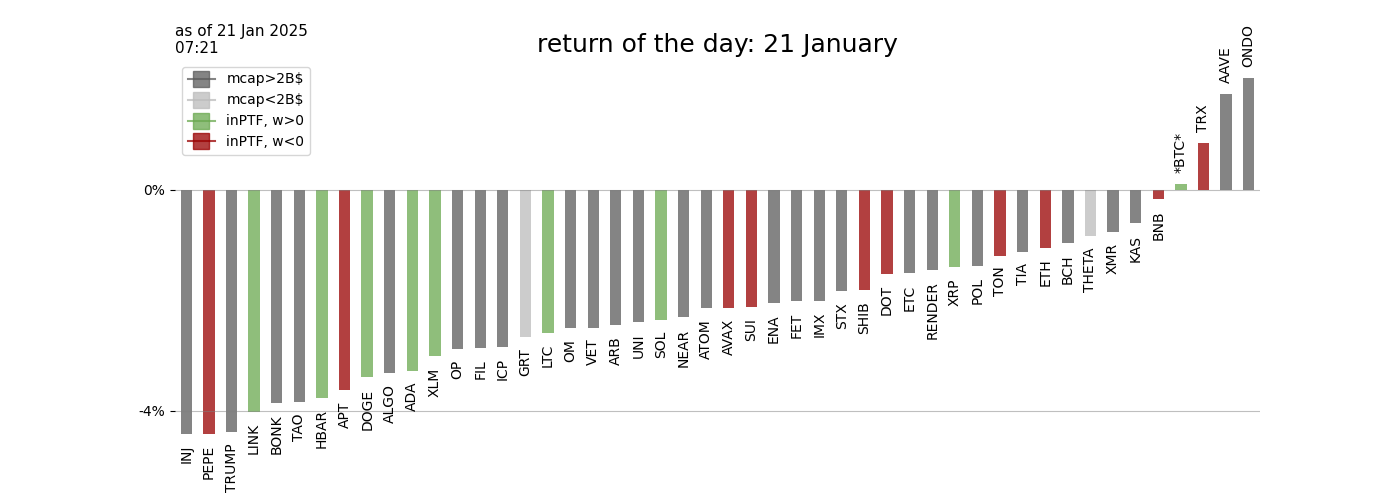 as of 21 Jan 2025
07:21
return of the day: 21 January
mcap>2B$
mcap<2B$
inPTF, w>0
inPTF, w<0
0%
-4%
INJ
PEPE
TRUMP
LINK
BONK
TAO
HBAR
APT
DOGE
ALGO
ADA
XLM
OP
FIL
ICP
GRT
LTC
OM
VET
ARB
UNI
SOL
NEAR
ATOM
AVAX
SUI
ENA
FET
IMX
STX
SHIB
DOT
ETC
RENDER
XRP
POL
TON
TIA
ETH
BCH
THETA
XMR
KAS
BNB
*BTC*
TRX
AAVE
ONDO